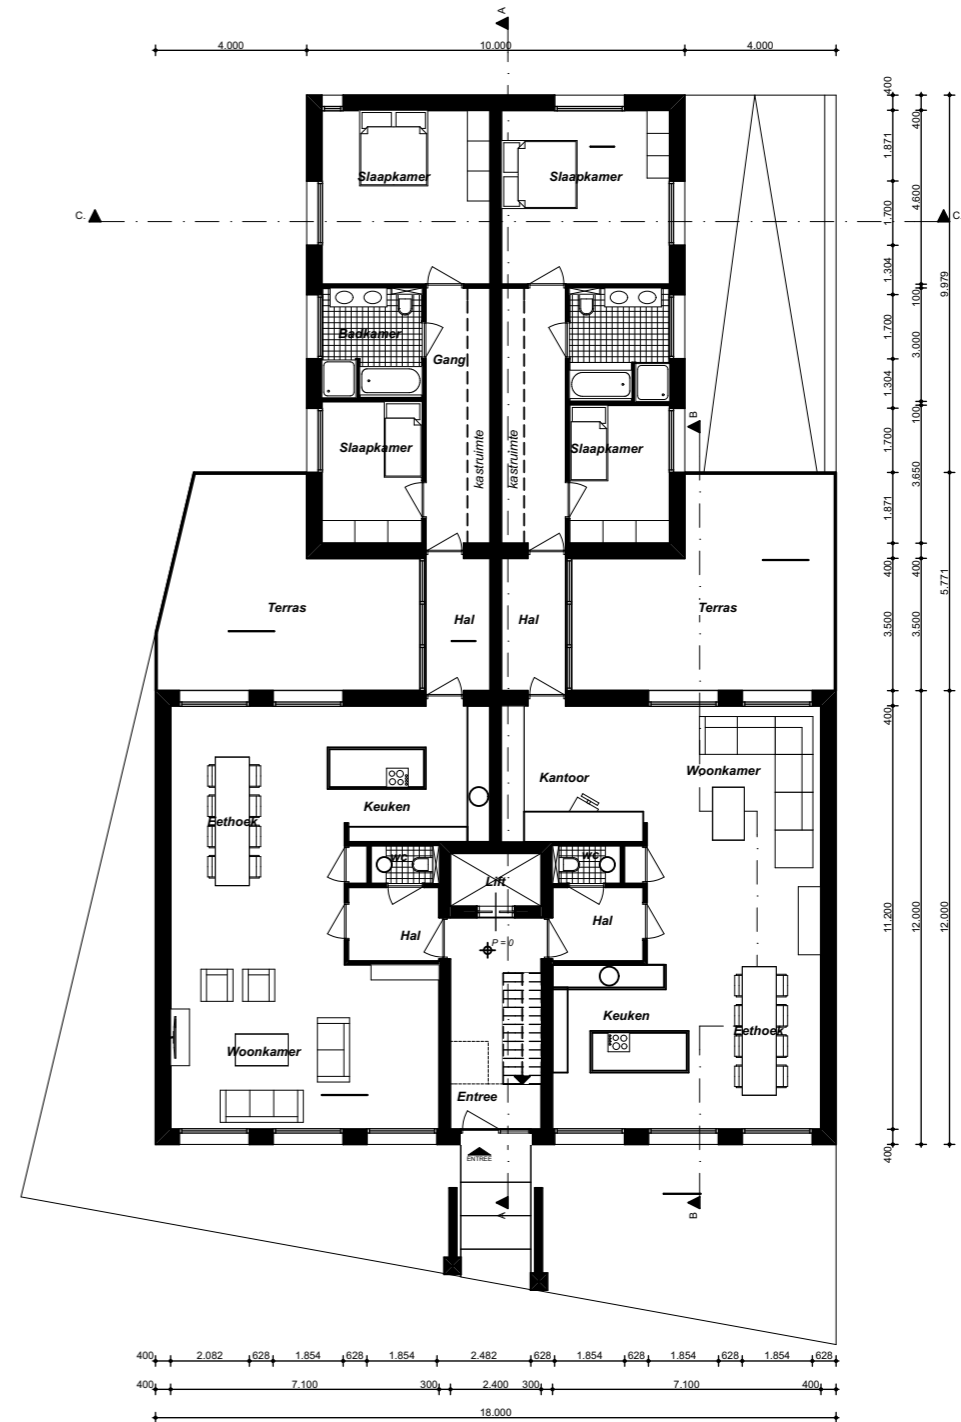 A
4.000 10.000 4.000
Slaapkamer Slaapkamer
C. C.
Badkamer
Gang
B
Slaapkamer Slaapkamer
kastruimte kastruimte
Terras Hal Hal Terras
Kantoor Woonkamer
Keuken
Eethoek
WC WC
Lift
Hal Hal
P = 0
Keuken
Eethoek
Woonkamer
Entree
ENTREE
A B
400 1.871 1.700 1.304 1.700 1.304 1.700 1.871 400 3.500 400 11.200 400
400 4.600 100 3.000 100 3.650 400 3.500 12.000
9.979 5.771 12.000
400 2.082 628 1.854 628 1.854 2.482 628 1.854 628 1.854 628 1.854 628
400 7.100 300 2.400 300 7.100 400
18.000